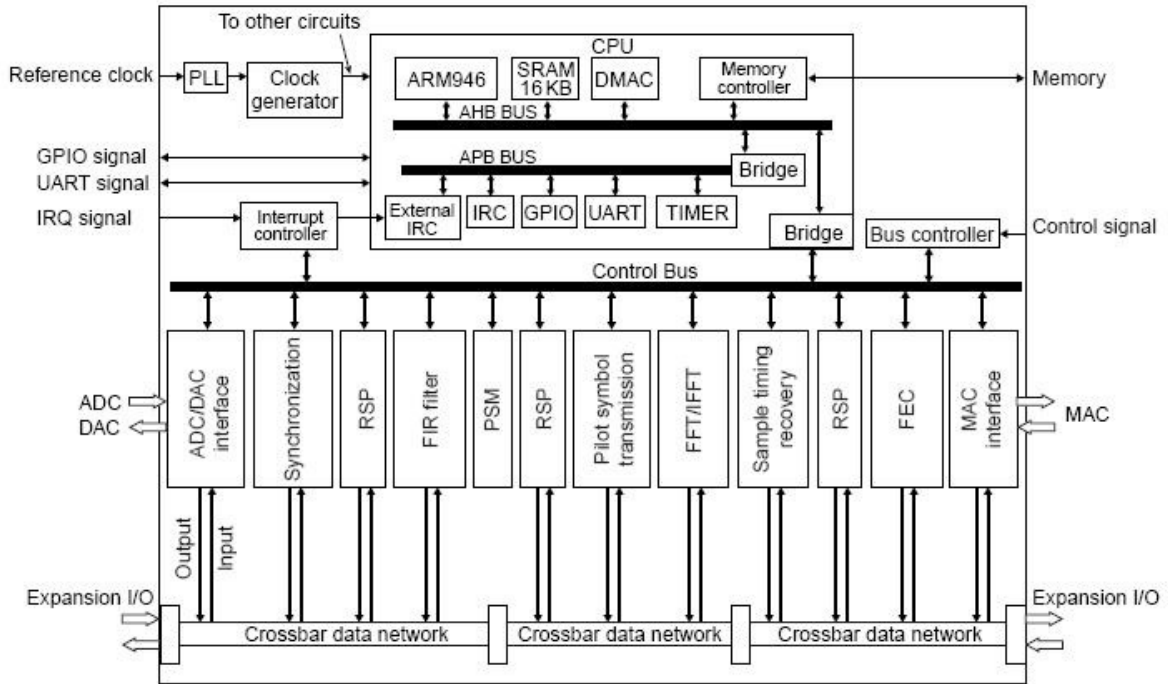 To other circuits
CPU
Reference clock
PLL
Clock
generator
ARM946
SRAM
16 KB
DMAC
Memory
controller
Memory
AHB BUS
GPIO signal
APB BUS
Bridge
UART signal
IRQ signal
Interrupt
controller
External
IRC
IRC
GPIO
UART
TIMER
Bridge
Bus controller
Control signal
Control Bus
ADC
DAC
ADC/DAC
interface
Synchronization
RSP
FIR filter
PSM
RSP
Pilot symbol
transmission
FFT/IFFT
Sample timing
recovery
RSP
FEC
MAC
interface
MAC
Output
Input
Expansion I/O
Expansion I/O
Crossbar data network
Crossbar data network
Crossbar data network